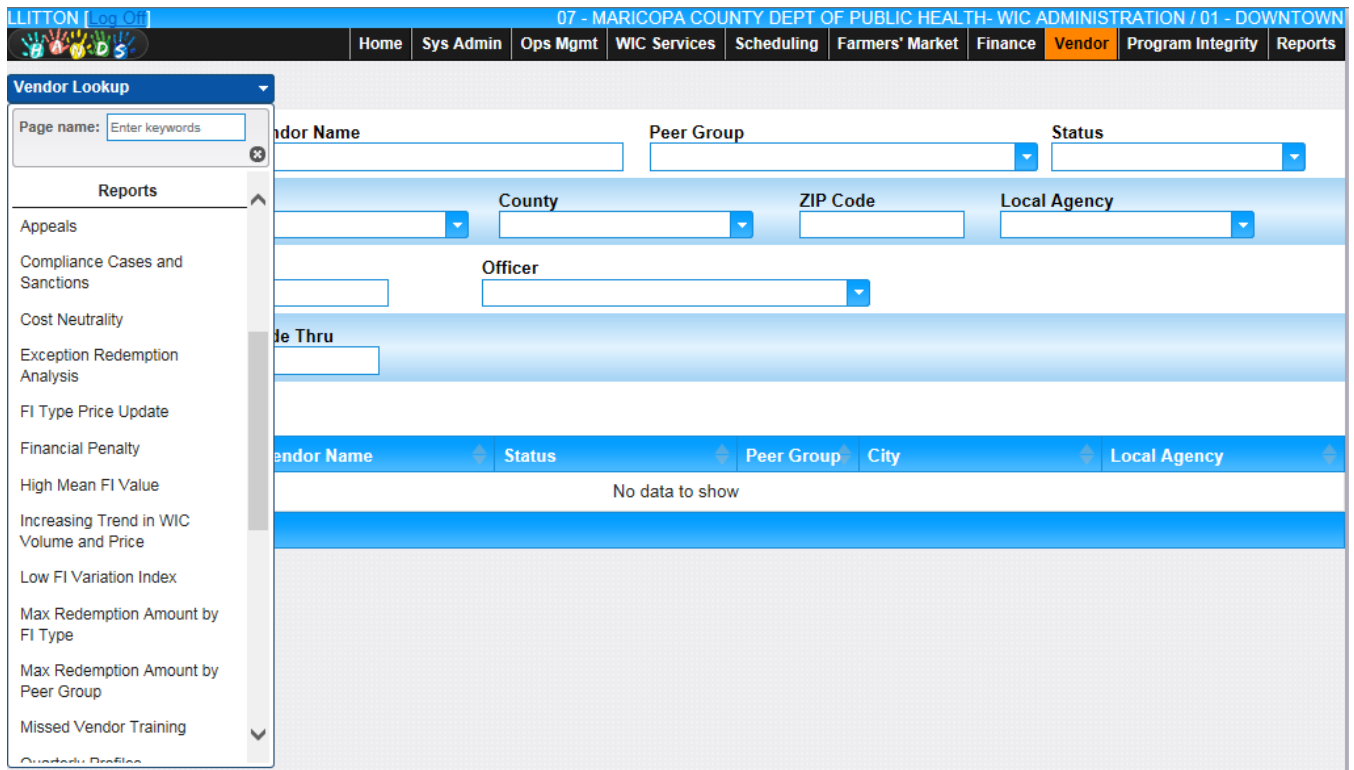 LLITTON [Log Off] 07 - MARICOPA COUNTY DEPT OF PUBLIC HEALTH- WIC ADMINISTRATION / 01 - DOWNTOWN
HANDS Home Sys Admin Ops Mgmt WIC Services Scheduling Farmers' Market Finance Vendor Program Integrity Reports
Vendor Lookup
Page name: Enter keywords
ndor Name Peer Group Status
Reports
County ZIP Code Local Agency
Appeals
Compliance Cases and
Sanctions
Officer
Cost Neutrality
de Thru
Exception Redemption
Analysis
FI Type Price Update
Financial Penalty
endor Name Status Peer Group City Local Agency
High Mean FI Value
No data to show
Increasing Trend in WIC
Volume and Price
Low FI Variation Index
Max Redemption Amount by
FI Type
Max Redemption Amount by
Peer Group
Missed Vendor Training
Quarterly Profiles